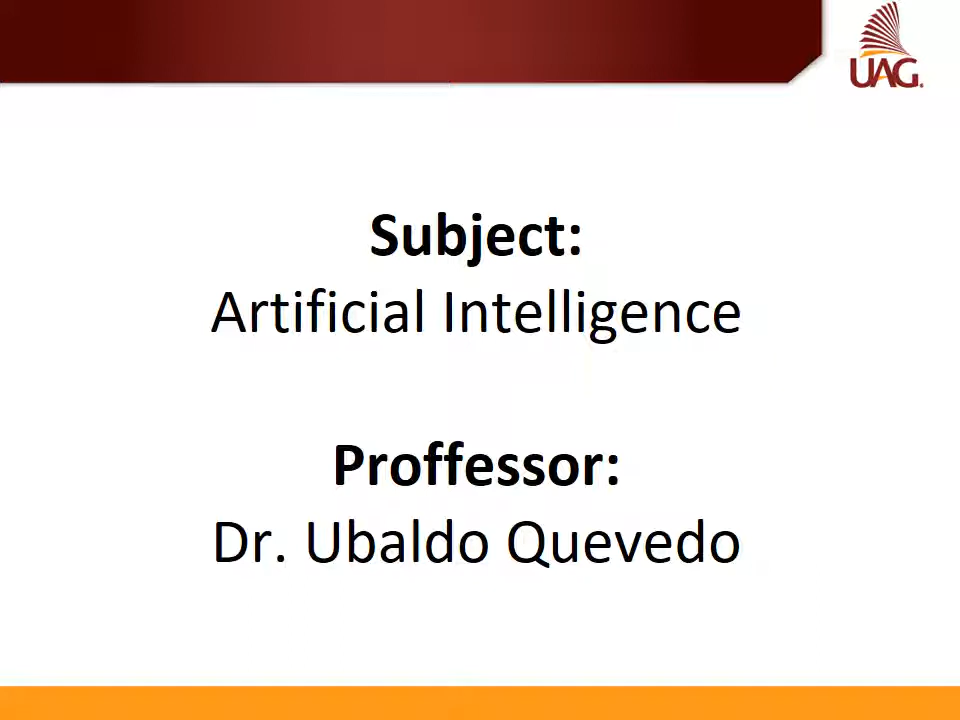 UAG.
Subject:
Artificial Intelligence
Proffessor:
Dr. Ubaldo Quevedo